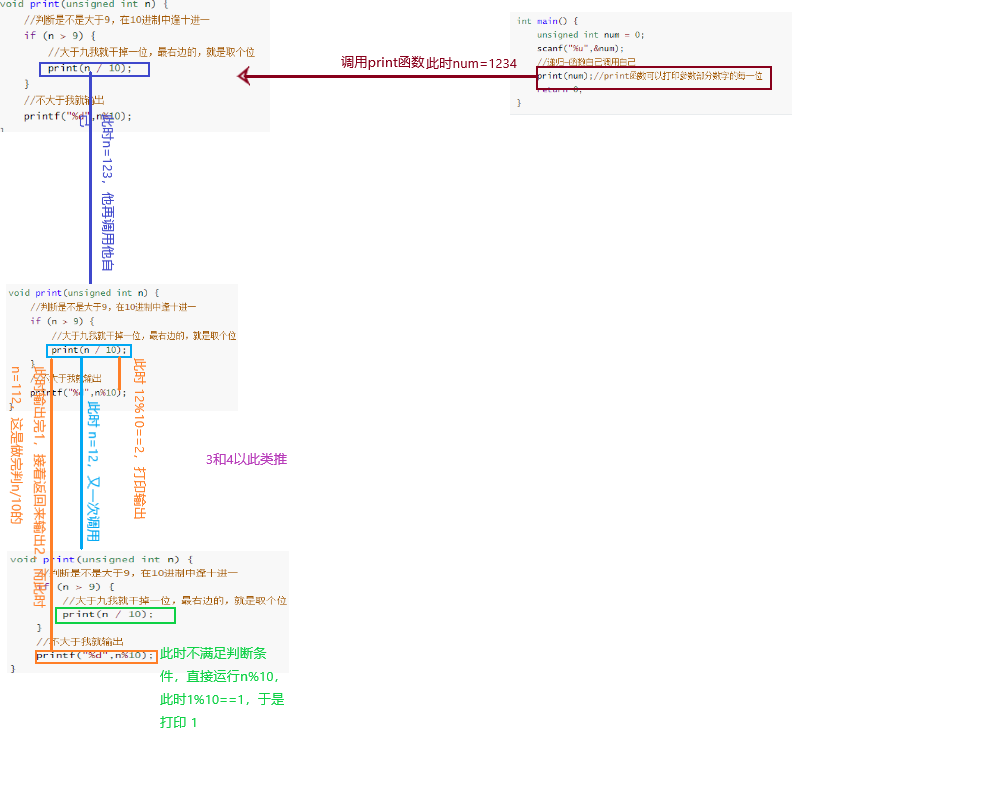 void print(unsigned int n) {
//判断是不是大于9，在10进制中逢十进一
if (n > 9) {
//大于九我就干掉一位，最右边的，就是取个位
print(n / 10);
}
//不大于我就输出
printf("%d",n%10);
}
调用print函数此时num=1234
int main() {
unsigned int num = 0;
scanf("%u",&num);
//递归-函数自己调用自己
print(num);//print函数可以打印参数部分数字的每一位
return 0;
}
此时n=123，他再调用他自
己
void print(unsigned int n) {
//判断是不是大于9，在10进制中逢十进一
if (n > 9) {
//大于九我就干掉一位，最右边的，就是取个位
print(n / 10);
}
//不大于我就输出
printf("%d",n%10);
}
此时 12%10==2，打印输出
此时 n=12，又一次调用
此时输出完1，接着返回来输出2，而此时
n=112，这是做完判n/10的
3和4以此类推
void print(unsigned int n) {
//判断是不是大于9，在10进制中逢十进一
if (n > 9) {
//大于九我就干掉一位，最右边的，就是取个位
print(n / 10);
}
//不大于我就输出
printf("%d",n%10);
}
此时不满足判断条
件，直接运行n%10，
此时1%10==1，于是
打印 1